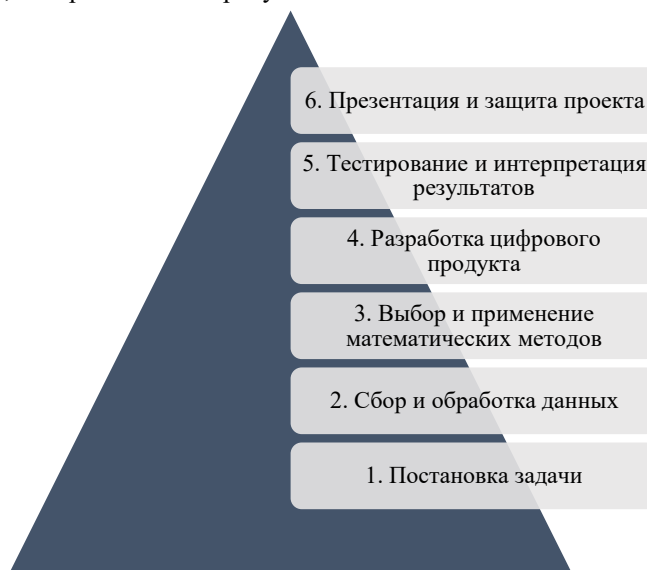 6. Презентация и защита проекта
5. Тестирование и интерпретация
результатов
4. Разработка цифрового
продукта
3. Выбор и применение
математических методов
2. Сбор и обработка данных
1. Постановка задачи